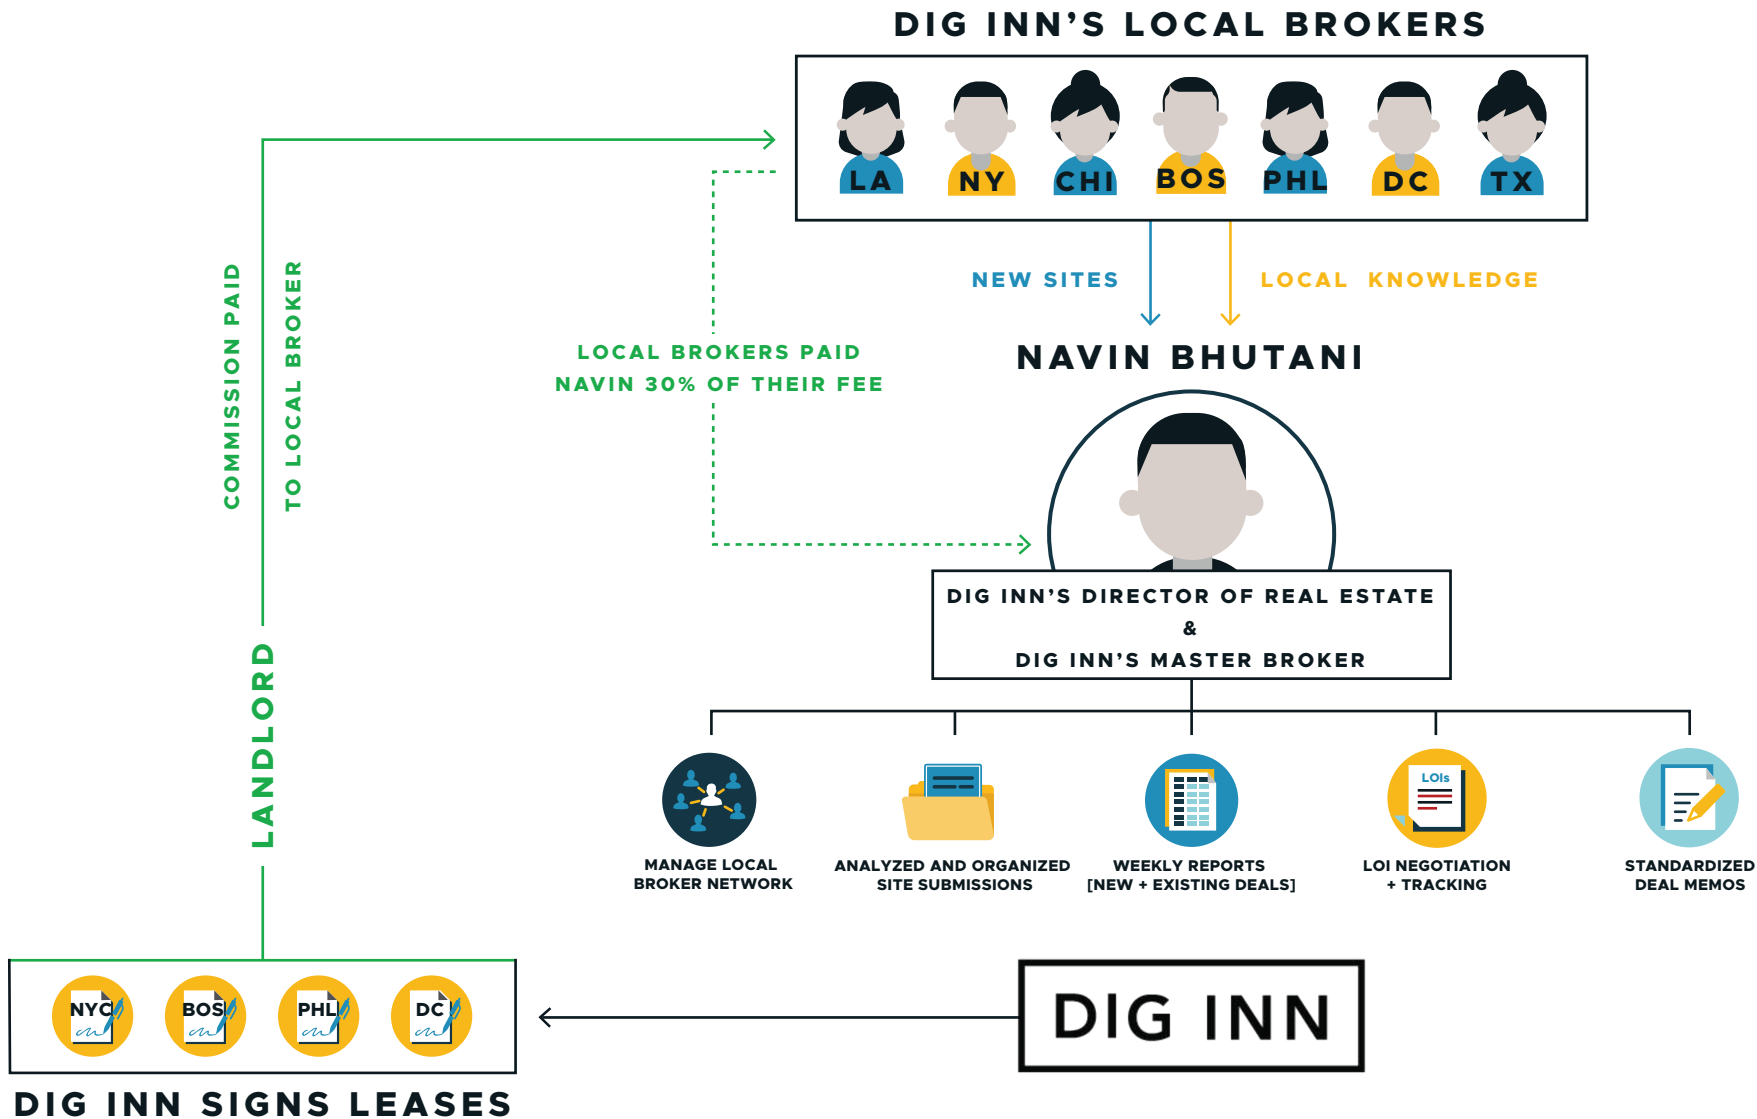 DIG INN'S LOCAL BROKERS
LA
NY
CHI
BOS
PHL
DC
TX
NEW SITES
LOCAL KNOWLEDGE
COMMISSION PAID
TO LOCAL BROKER
LOCAL BROKERS PAID
NAVIN 30% OF THEIR FEE
NAVIN BHUTANI
DIG INN'S DIRECTOR OF REAL ESTATE
&
DIG INN'S MASTER BROKER
LANDLORD
LOIs
MANAGE LOCAL
BROKER NETWORK
ANALYZED AND ORGANIZED
SITE SUBMISSIONS
WEEKLY REPORTS
[NEW + EXISTING DEALS]
LOI NEGOTIATION
+ TRACKING
STANDARDIZED
DEAL MEMOS
NYC
BOS
PHL
DC
DIG INN
DIG INN SIGNS LEASES